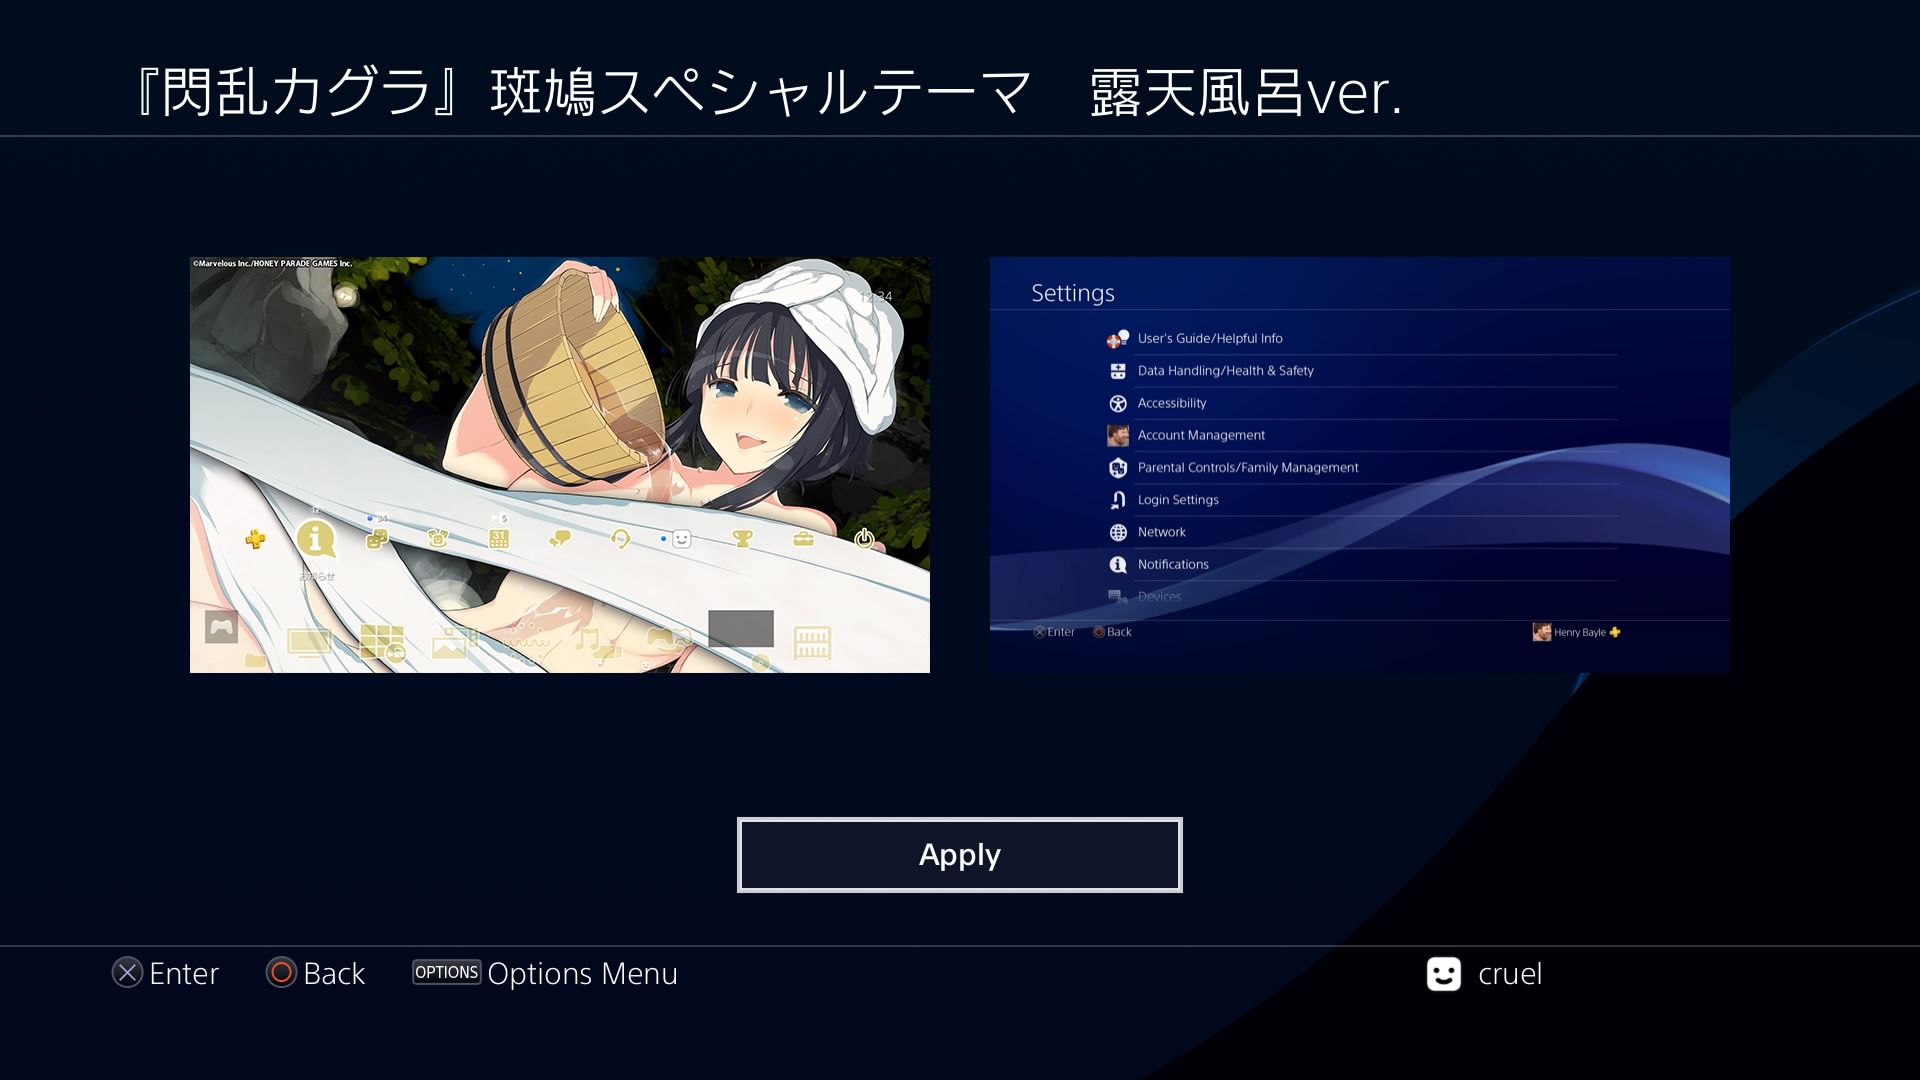 『閃乱カグラ』斑鳩スペシャルテーマ　露天風呂ver.
©Marvelous Inc./HONEY PARADE GAMES Inc.
12:34
12
34
5
31
お知らせ
Settings
User's Guide/Helpful Info
Data Handling/Health & Safety
Accessibility
Account Management
Parental Controls/Family Management
Login Settings
Network
Notifications
Devices
Enter
Back
Henry Bayle
Apply
Enter
Back
OPTIONS Options Menu
cruel